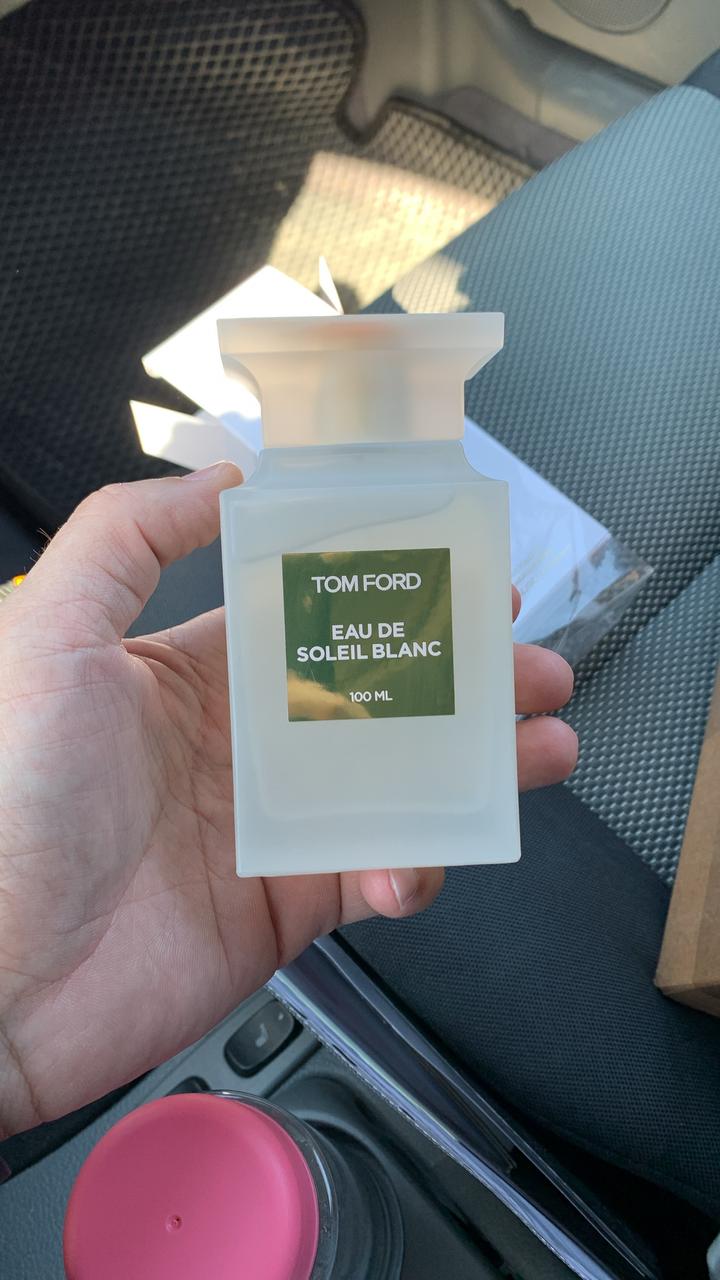 TOM FORD
EAU DE
SOLEIL BLANC
100 ML